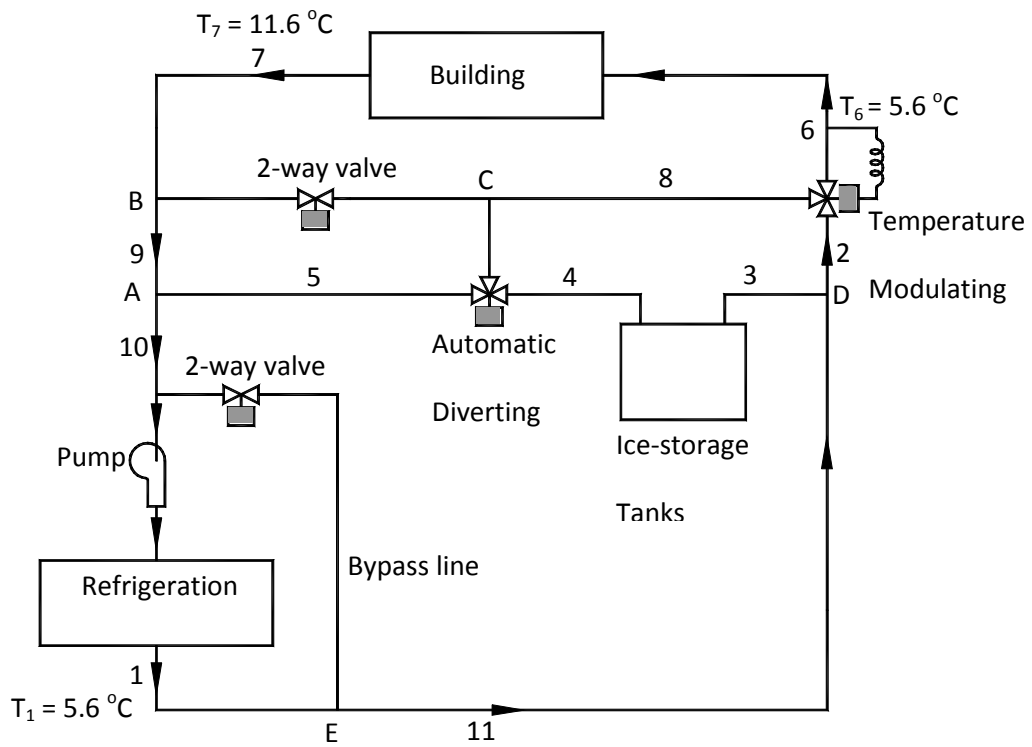 T₇ = 11.6 °C
7
Building
T₆ = 5.6 °C
6
2-way valve
C
8
B
Temperature
9
2
5
4
3
A
D
Modulating
10
Automatic
2-way valve
Diverting
Ice-storage
Pump
Tanks
Bypass line
Refrigeration
1
T₁ = 5.6 °C
E
11